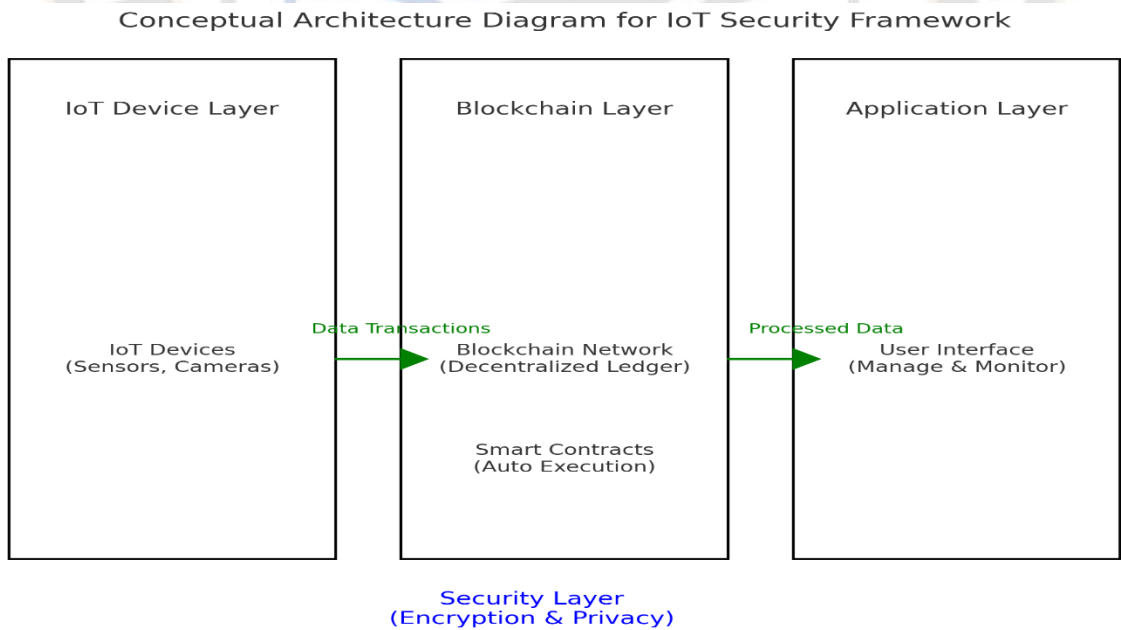 Conceptual Architecture Diagram for IoT Security Framework
IoT Device Layer
Blockchain Layer
Application Layer
Data Transactions
Processed Data
IoT Devices
(Sensors, Cameras)
Blockchain Network
(Decentralized Ledger)
User Interface
(Manage & Monitor)
Smart Contracts
(Auto Execution)
Security Layer
(Encryption & Privacy)